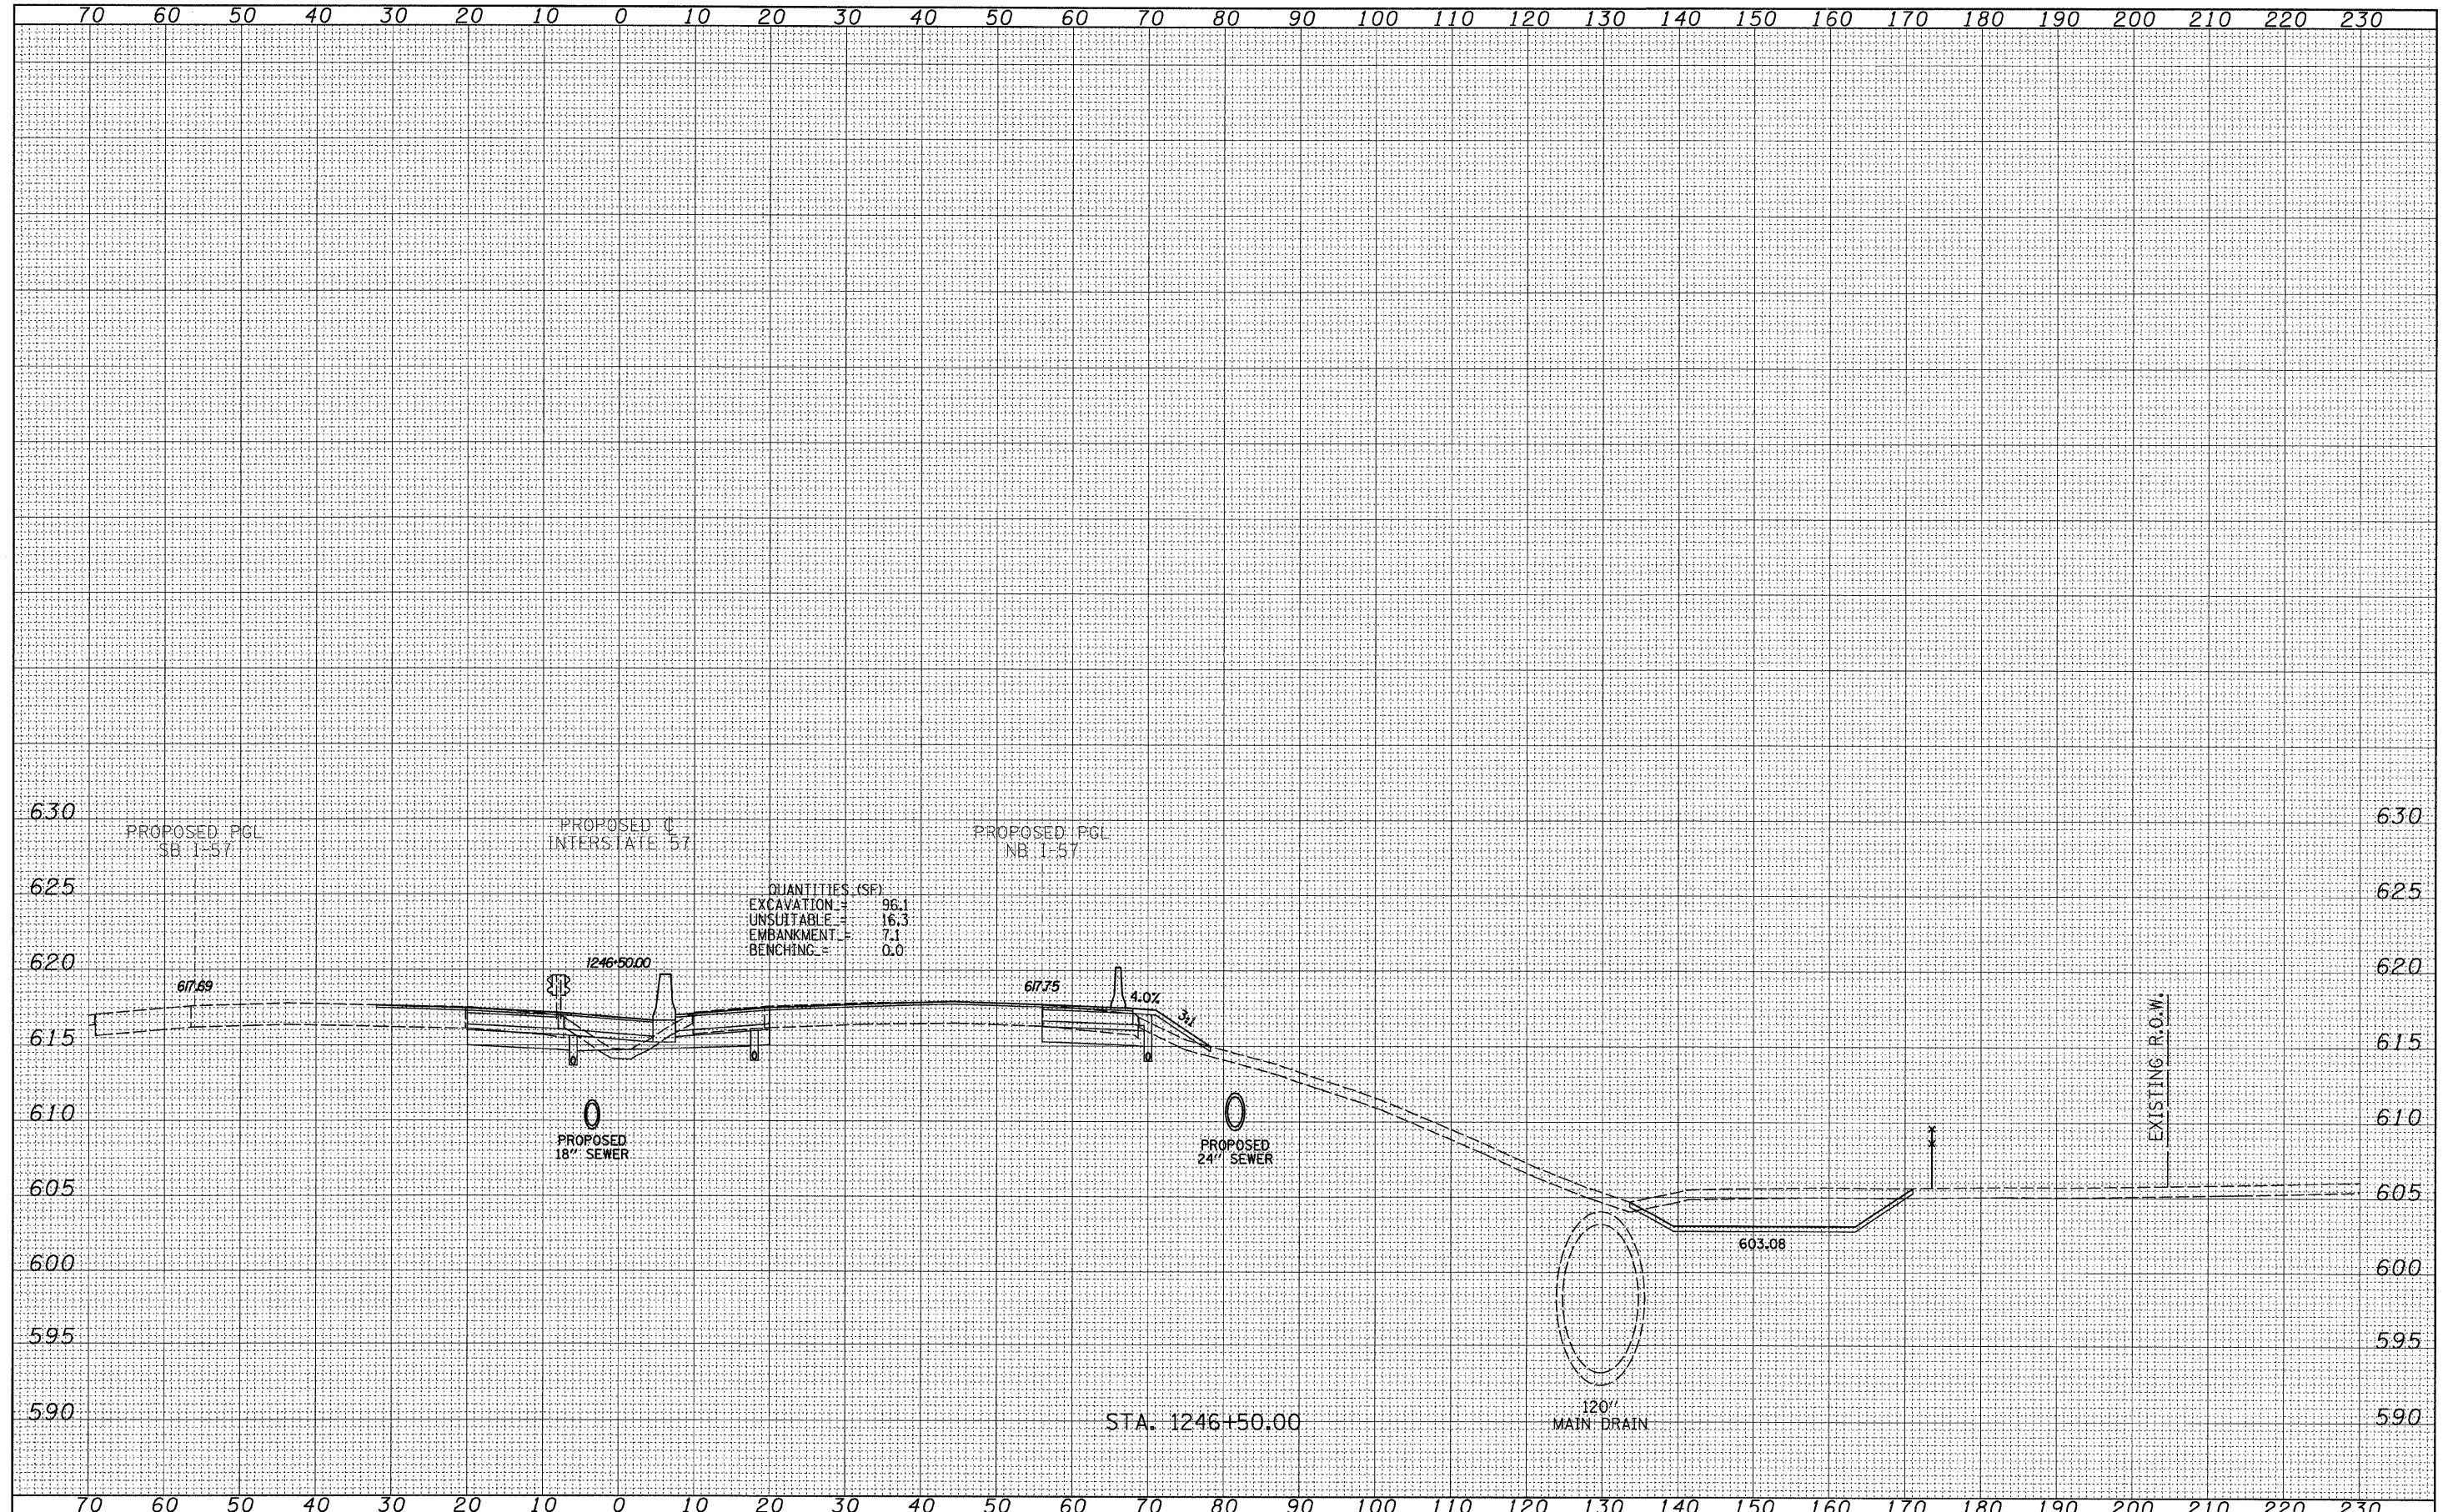 70 60 50 40 30 20 10 0 10 20 30 40 50 60 70 80 90 100 110 120 130 140 150 160 170 180 190 200 210 220 230
630 630
PROPOSED PGL
SB I-57
PROPOSED ℄
INTERSTATE 57
PROPOSED PGL
NB I-57
625 625
QUANTITIES (SF)
EXCAVATION = 96.1
UNSUITABLE = 16.3
EMBANKMENT = 7.1
BENCHING = 0.0
620 620
1246+50.00
617.69
617.75
4.0%
3:1
EXISTING R.O.W.
615 615
610 610
PROPOSED
18" SEWER
PROPOSED
24" SEWER
605 605
603.08
600 600
595 595
590 590
120"
MAIN DRAIN
STA. 1246+50.00
70 60 50 40 30 20 10 0 10 20 30 40 50 60 70 80 90 100 110 120 130 140 150 160 170 180 190 200 210 220 230